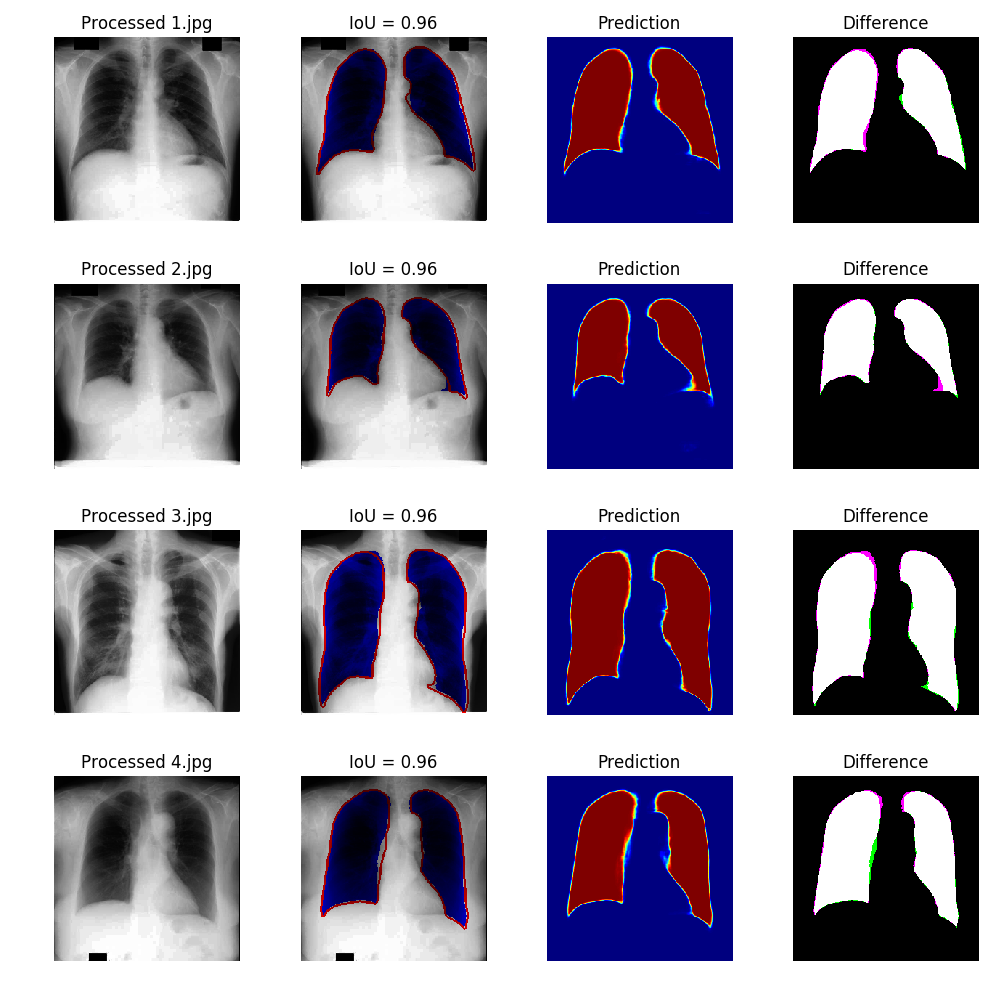 Processed 1.jpg
IoU = 0.96
Prediction
Difference
Processed 2.jpg
IoU = 0.96
Prediction
Difference
Processed 3.jpg
IoU = 0.96
Prediction
Difference
Processed 4.jpg
IoU = 0.96
Prediction
Difference